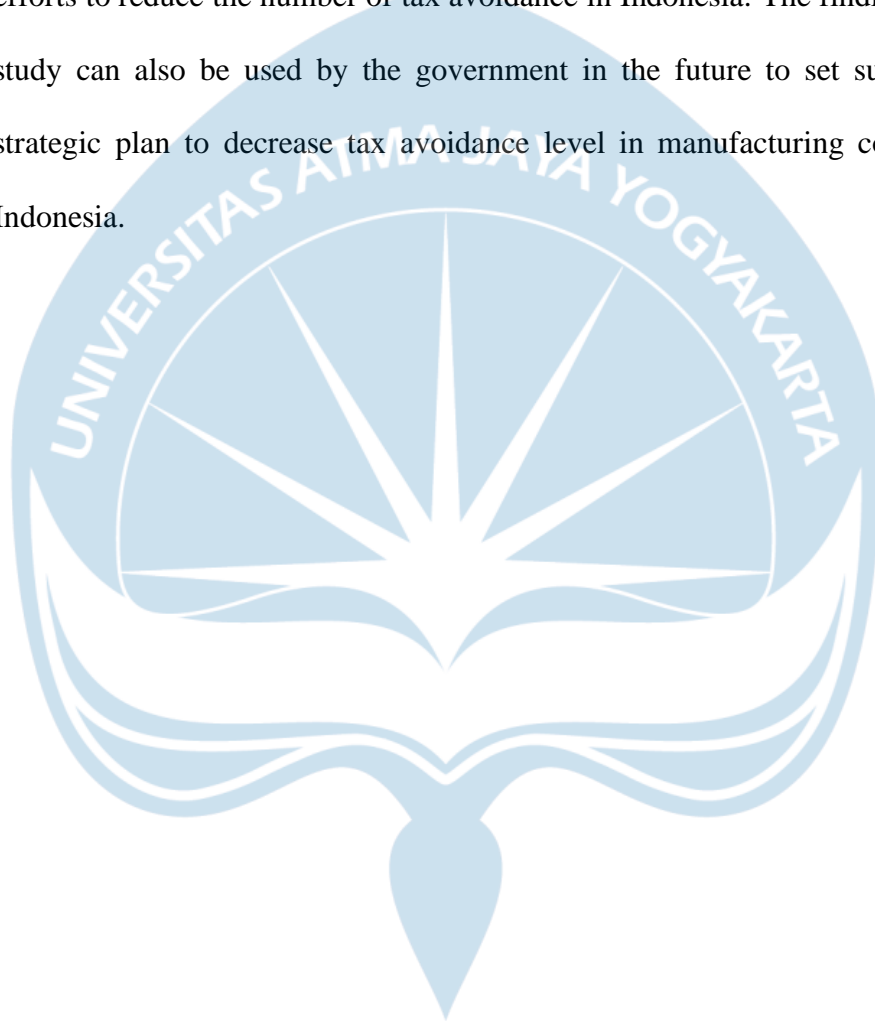 efforts to reduce the number of tax avoidance in Indonesia. The
study can also be used by the government in the future to set
strategic plan to decrease tax avoidance level in manufacturing
Indonesia.
UNIVERSITAS ATMA JAYA YOGYAKARTA